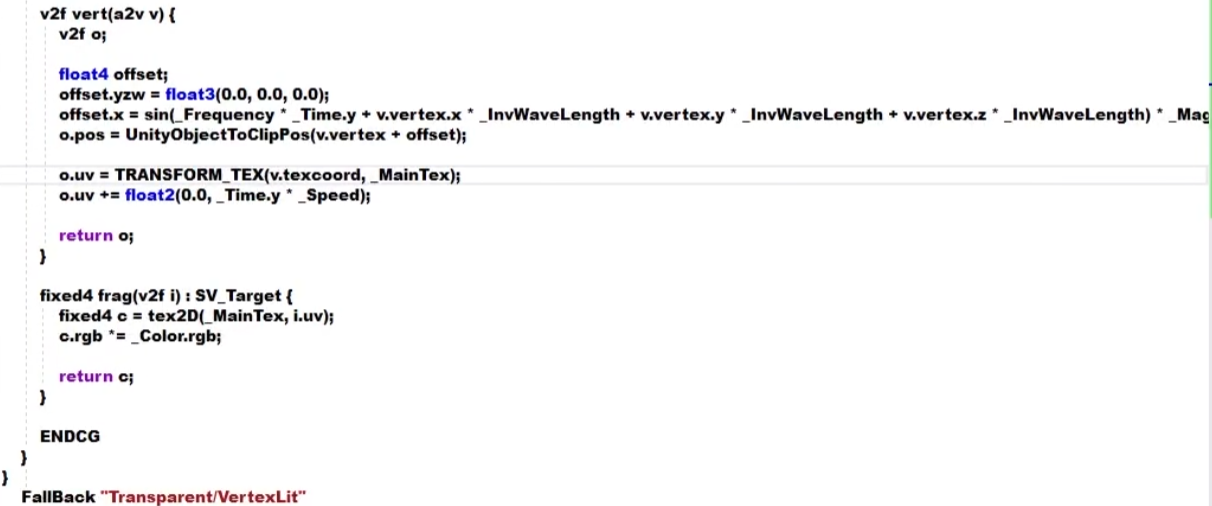 v2f vert(a2v v) {
v2f o;
float4 offset;
offset.yzw = float3(0.0, 0.0, 0.0);
offset.x = sin(_Frequency * _Time.y + v.vertex.x * _InvWaveLength + v.vertex.y * _InvWaveLength + v.vertex.z * _InvWaveLength) * _Mag
o.pos = UnityObjectToClipPos(v.vertex + offset);
o.uv = TRANSFORM_TEX(v.texcoord, _MainTex);
o.uv += float2(0.0, _Time.y * _Speed);
return o;
}
fixed4 frag(v2f i) : SV_Target {
fixed4 c = tex2D(_MainTex, i.uv);
c.rgb *= _Color.rgb;
return c;
}
ENDCG
}
}
FallBack "Transparent/VertexLit"